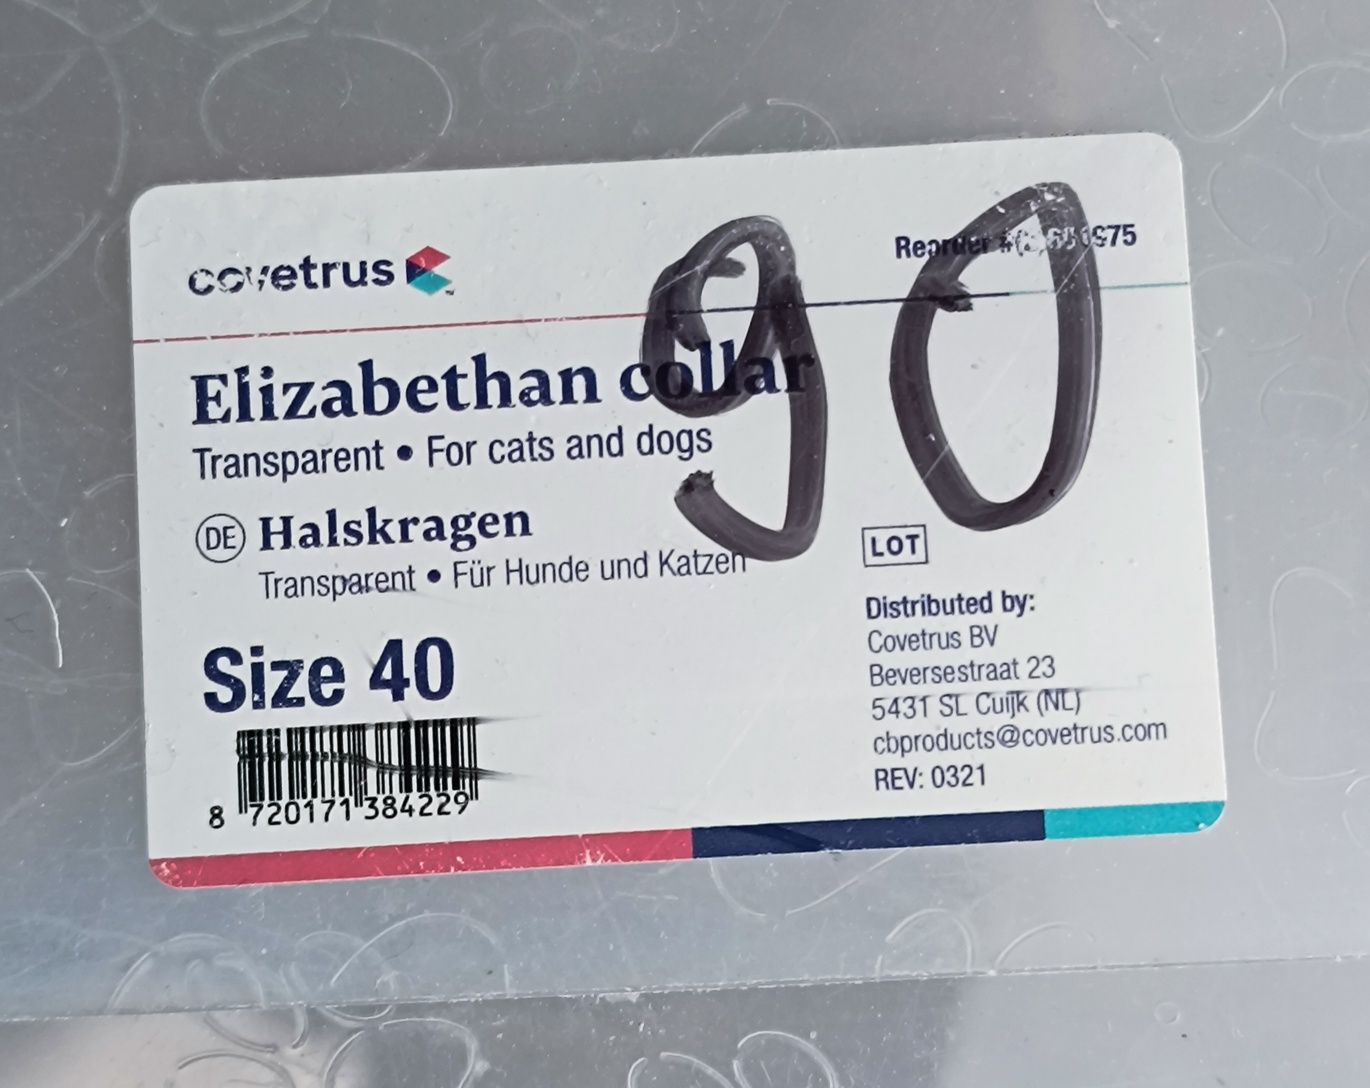 covetrus
90
Reorder
Elizabethan collar
Transparent • For cats and dogs
DE Halskragen
Transparent • Für Hunde und Katzen
Size 40
8 720171 384229
LOT
Distributed by:
Covetrus BV
Beversestraat 23
5431 SL Cuijk (NL)
cbproducts@covetrus.com
REV: 0321